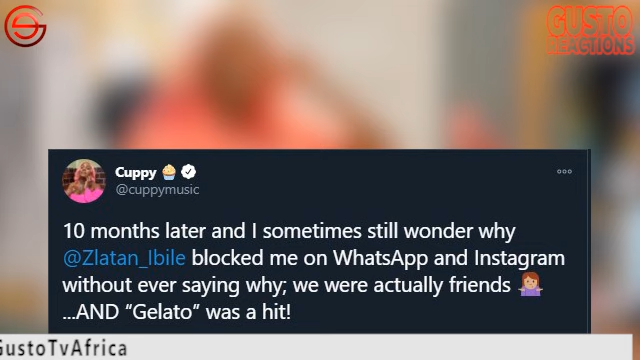 GUSTO
REACTIONS
Cuppy
@cuppymusic
10 months later and I sometimes still wonder why
@Zlatan_Ibile blocked me on WhatsApp and Instagram
without ever saying why; we were actually friends 🤷🏽‍♀️
...AND “Gelato” was a hit!
GustoTvAfrica